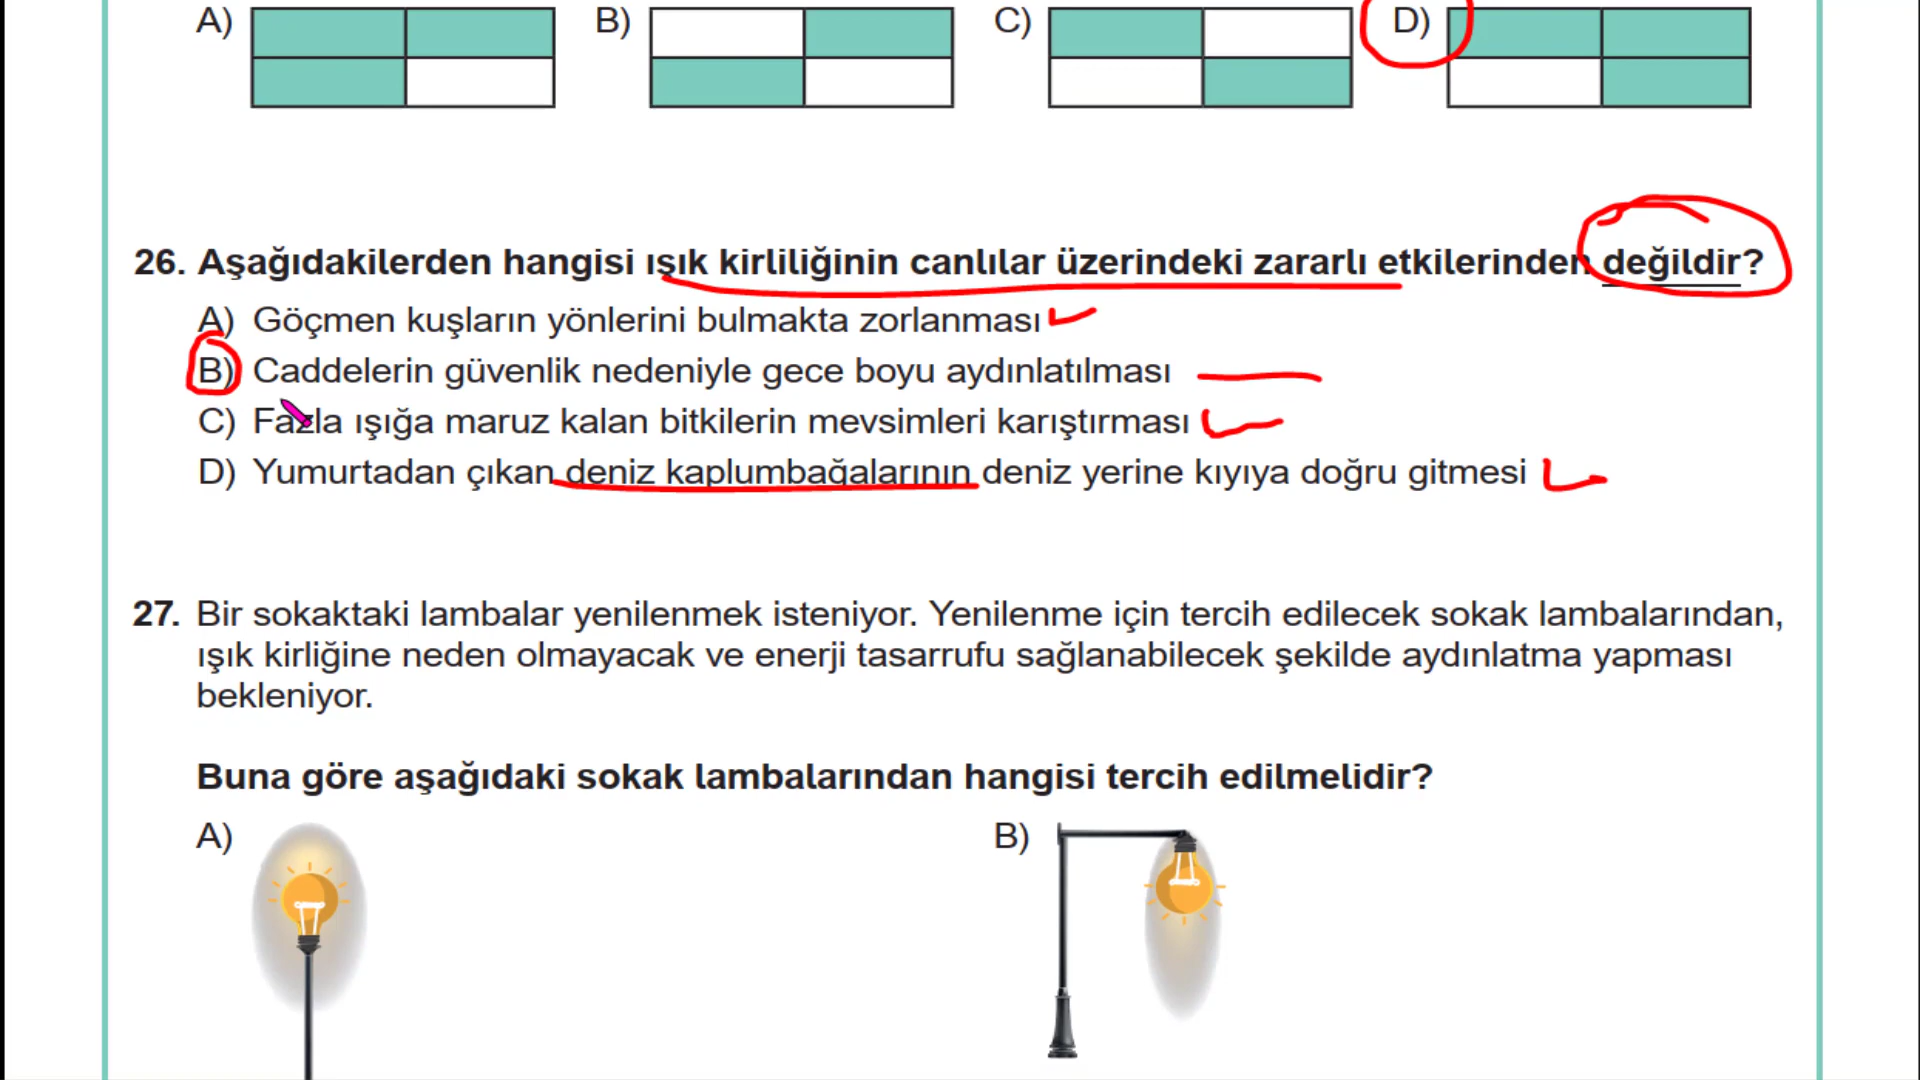 A) B) C) D)
26. Aşağıdakilerden hangisi ışık kirliliğinin canlılar üzerindeki zararlı etkilerinden değildir?
A) Göçmen kuşların yönlerini bulmakta zorlanması
B) Caddelerin güvenlik nedeniyle gece boyu aydınlatılması
C) Fazla ışığa maruz kalan bitkilerin mevsimleri karıştırması
D) Yumurtadan çıkan deniz kaplumbağalarının deniz yerine kıyıya doğru gitmesi
27. Bir sokaktaki lambalar yenilenmek isteniyor. Yenilenme için tercih edilecek sokak lambalarından,
ışık kirliğine neden olmayacak ve enerji tasarrufu sağlanabilecek şekilde aydınlatma yapması
bekleniyor.
Buna göre aşağıdaki sokak lambalarından hangisi tercih edilmelidir?
A) B)